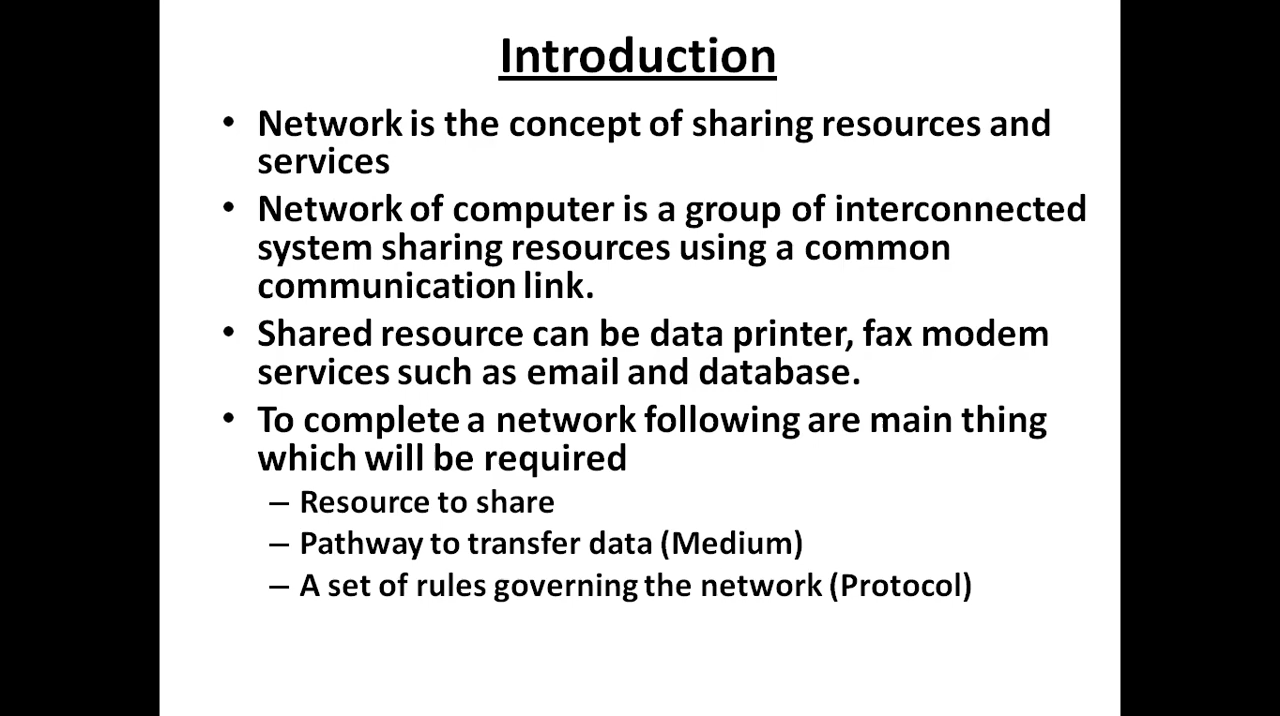 Introduction
• Network is the concept of sharing resources and
services
• Network of computer is a group of interconnected
system sharing resources using a common
communication link.
• Shared resource can be data printer, fax modem
services such as email and database.
• To complete a network following are main thing
which will be required
– Resource to share
– Pathway to transfer data (Medium)
– A set of rules governing the network (Protocol)